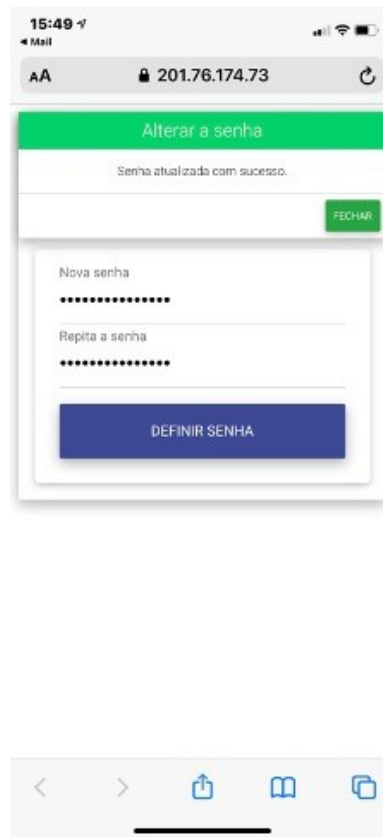 15:49
◀ Mail
AA 201.76.174.73
Alterar a senha
Senha atualizada com sucesso.
FECHAR
Nova senha
•••••••••••••••
Repita a senha
•••••••••••••••
DEFINIR SENHA